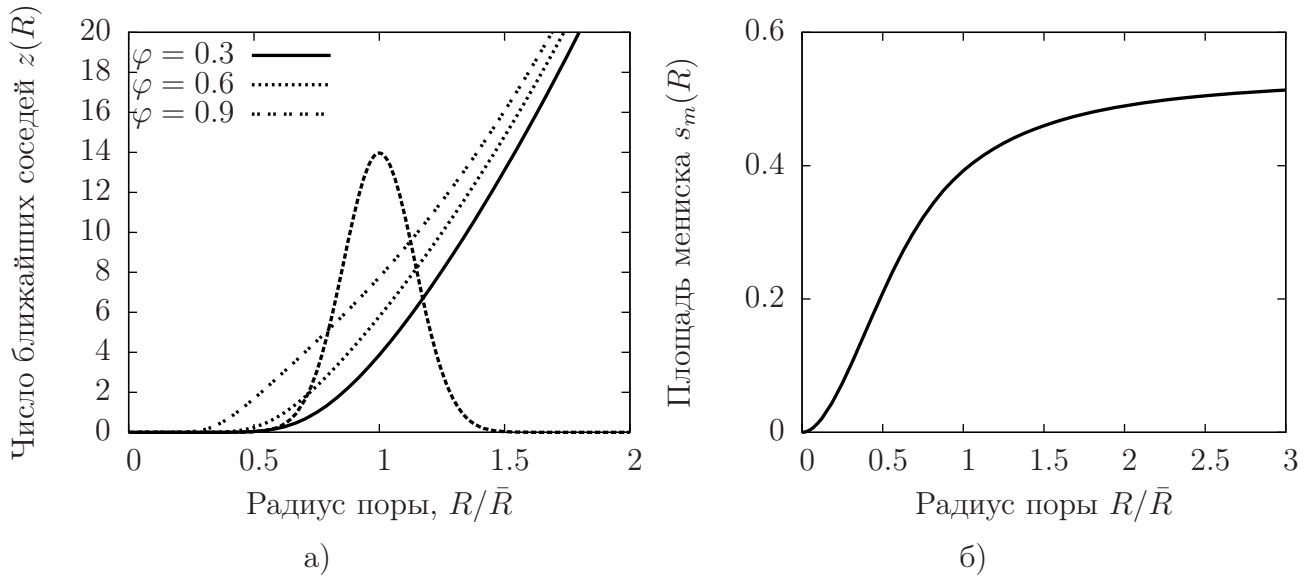 Число ближайших соседей z(R)
20
18
16
14
12
10
8
6
4
2
0
φ = 0.3
φ = 0.6
φ = 0.9
0 0.5 1 1.5 2
Радиус поры, R/R̄
а)
Площадь мениска s_m(R)
0.6
0.4
0.2
0
0 0.5 1 1.5 2 2.5 3
Радиус поры R/R̄
б)